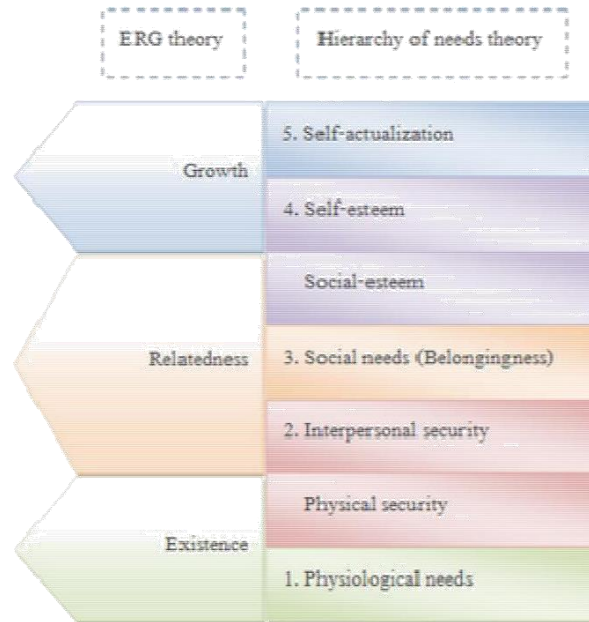 ERG theory
Hierarchy of needs theory
Growth
5. Self-actualization
4. Self-esteem
Social-esteem
Relatedness
3. Social needs (Belongingness)
2. Interpersonal security
Physical security
Existence
1. Physiological needs